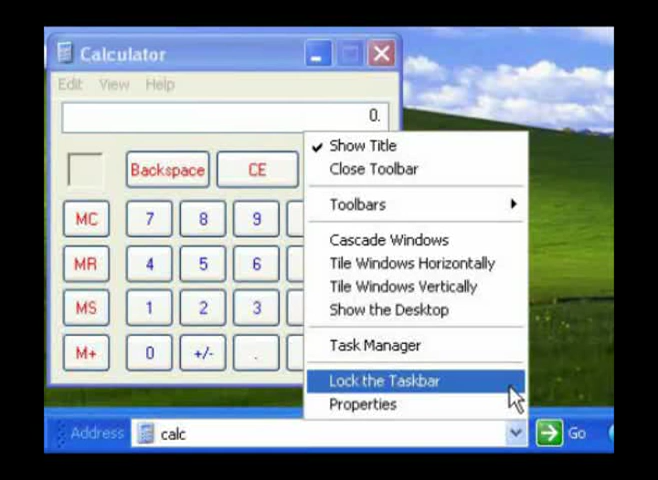 Calculator
Edit View Help
0.
Backspace CE
MC 7 8 9
MR 4 5 6
MS 1 2 3
M+ 0 +/- .
Show Title
Close Toolbar
Toolbars
Cascade Windows
Tile Windows Horizontally
Tile Windows Vertically
Show the Desktop
Task Manager
Lock the Taskbar
Properties
Address calc Go